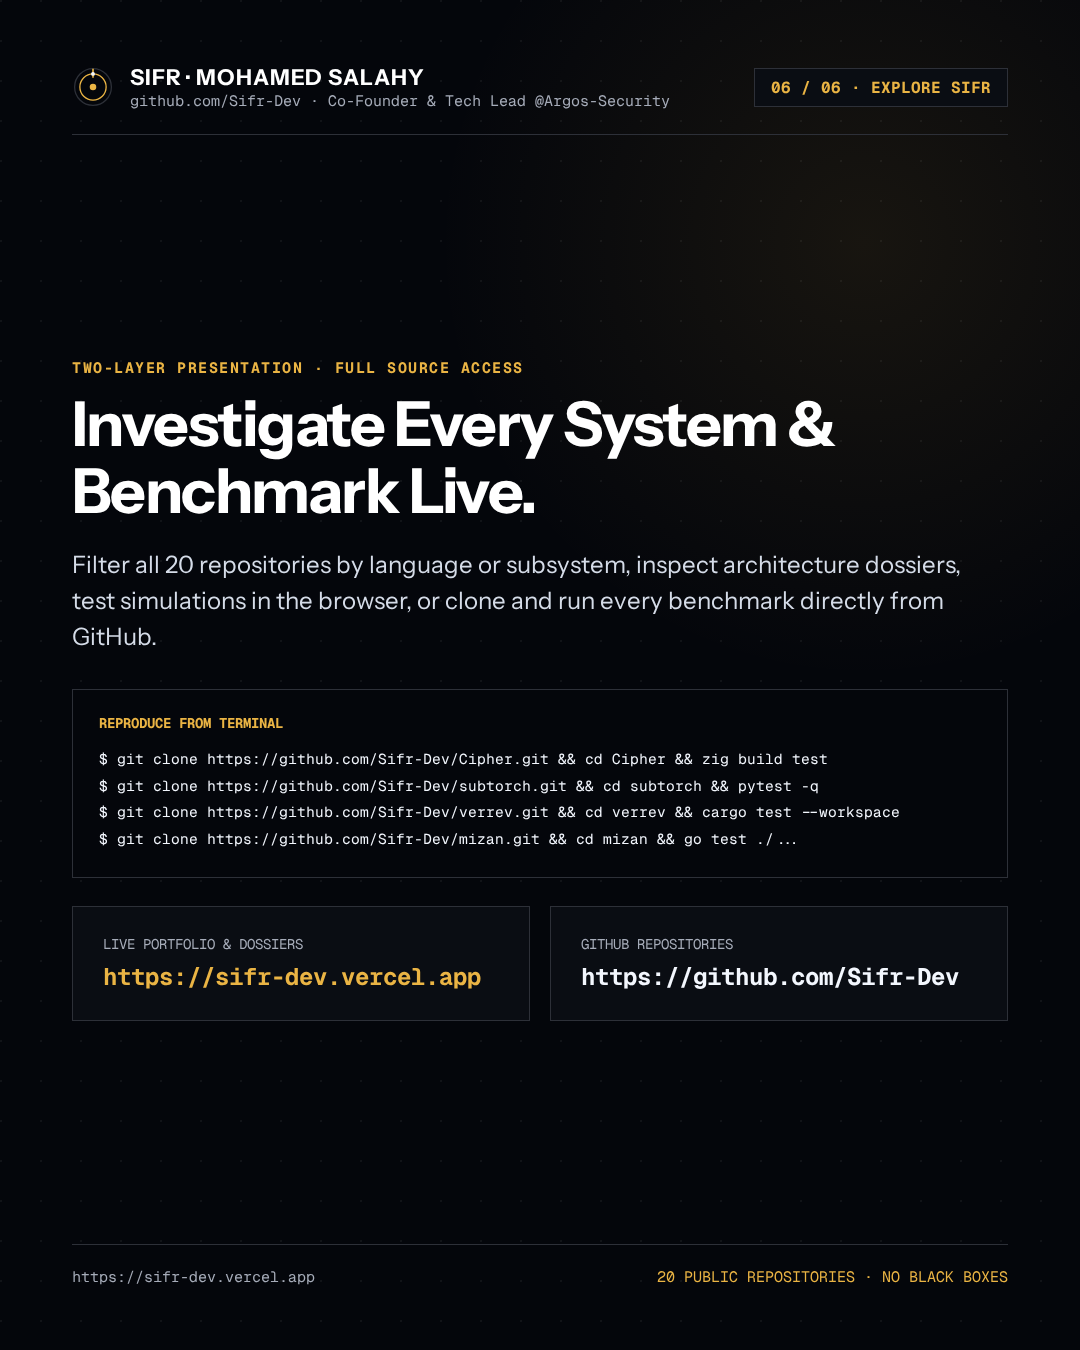 SIFR · MOHAMED SALAHY
github.com/Sifr-Dev · Co-Founder & Tech Lead @Argos-Security
06 / 06 · EXPLORE SIFR
TWO-LAYER PRESENTATION · FULL SOURCE ACCESS
Investigate Every System &
Benchmark Live.
Filter all 20 repositories by language or subsystem, inspect architecture dossiers,
test simulations in the browser, or clone and run every benchmark directly from
GitHub.
REPRODUCE FROM TERMINAL
$ git clone https://github.com/Sifr-Dev/Cipher.git && cd Cipher && zig build test
$ git clone https://github.com/Sifr-Dev/subtorch.git && cd subtorch && pytest -q
$ git clone https://github.com/Sifr-Dev/verrev.git && cd verrev && cargo test --workspace
$ git clone https://github.com/Sifr-Dev/mizan.git && cd mizan && go test ./...
LIVE PORTFOLIO & DOSSIERS
https://sifr-dev.vercel.app
GITHUB REPOSITORIES
https://github.com/Sifr-Dev
https://sifr-dev.vercel.app
20 PUBLIC REPOSITORIES · NO BLACK BOXES